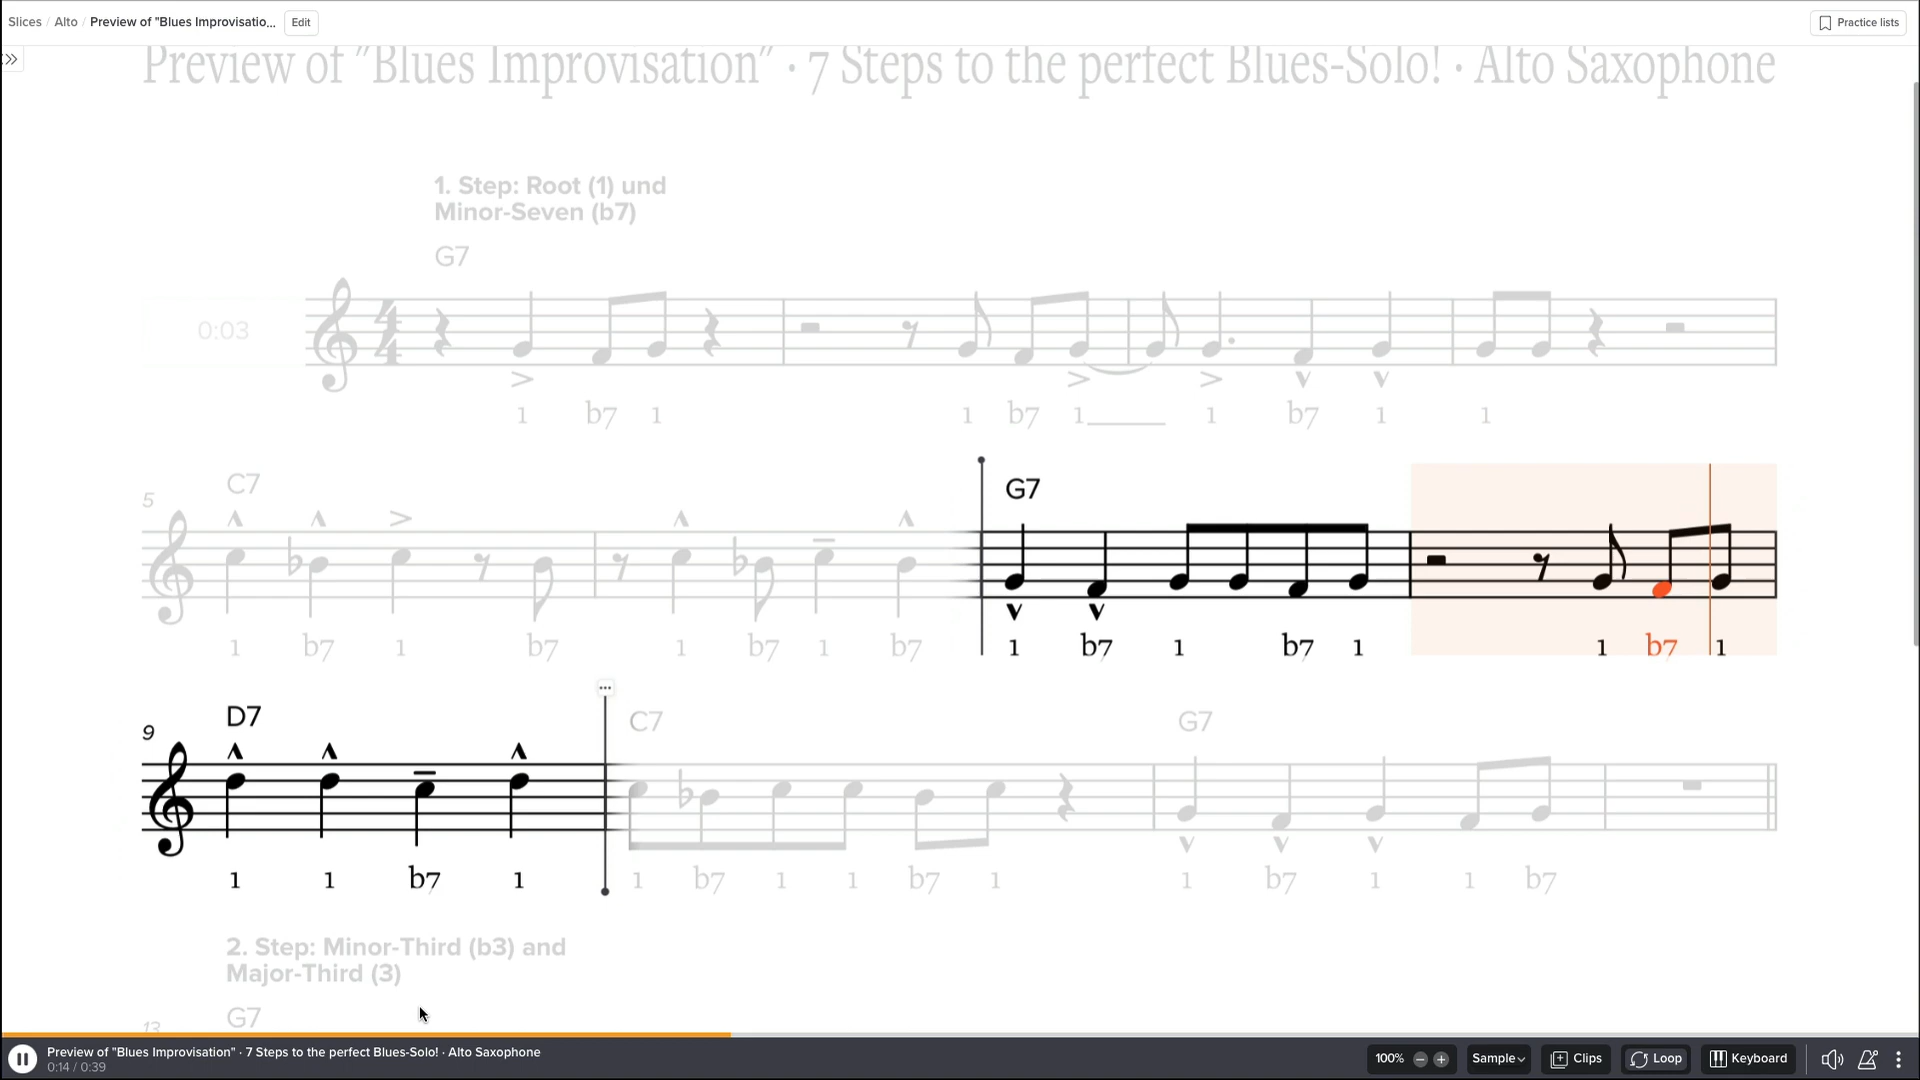 Slices / Alto / Preview of "Blues Improvisatio... Edit
Practice lists
Preview of "Blues Improvisation" · 7 Steps to the perfect Blues-Solo! · Alto Saxophone
1. Step: Root (1) und
Minor-Seven (b7)
G7
0:03
1 b7 1 1 b7 1 1 b7 1 1
5 C7 G7
1 b7 1 b7 1 b7 1 b7 1 b7 1 b7 1 1 b7 1
9 D7 C7 G7
1 1 b7 1 1 b7 1 1 b7 1 1 b7 1 1 b7
2. Step: Minor-Third (b3) and
Major-Third (3)
13 G7
Preview of "Blues Improvisation" · 7 Steps to the perfect Blues-Solo! · Alto Saxophone
0:14 / 0:39
100% Sample Clips Loop Keyboard